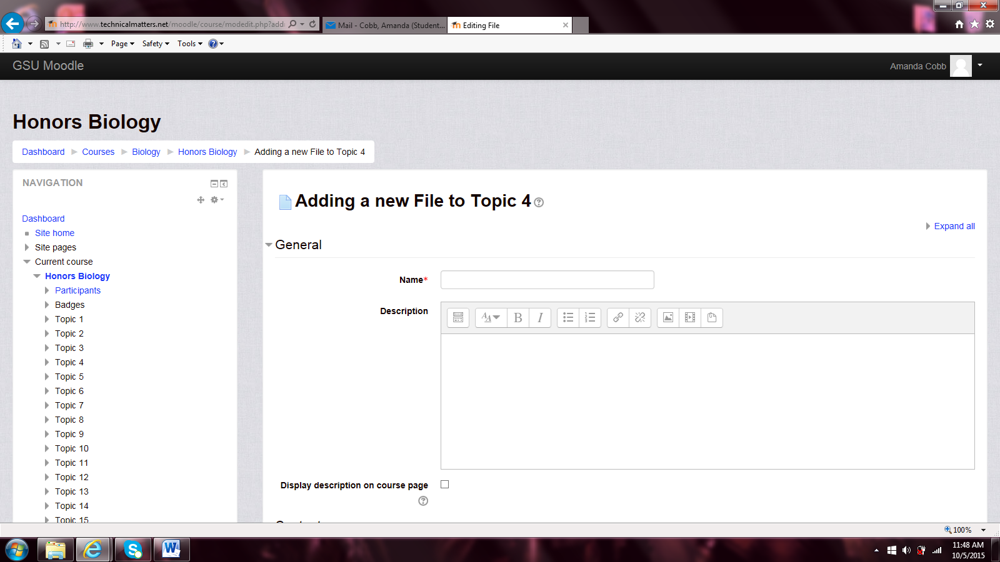 http://www.technicalmatters.net/moodle/course/modedit.php?add:
Mail - Cobb, Amanda (Student...
Editing File
Page
Safety
Tools
GSU Moodle
Amanda Cobb
Honors Biology
Dashboard Courses Biology Honors Biology Adding a new File to Topic 4
NAVIGATION
Dashboard
Site home
Site pages
Current course
Honors Biology
Participants
Badges
Topic 1
Topic 2
Topic 3
Topic 4
Topic 5
Topic 6
Topic 7
Topic 8
Topic 9
Topic 10
Topic 11
Topic 12
Topic 13
Topic 14
Topic 15
Adding a new File to Topic 4
Expand all
General
Name*
Description
Display description on course page
100%
11:48 AM
10/5/2015